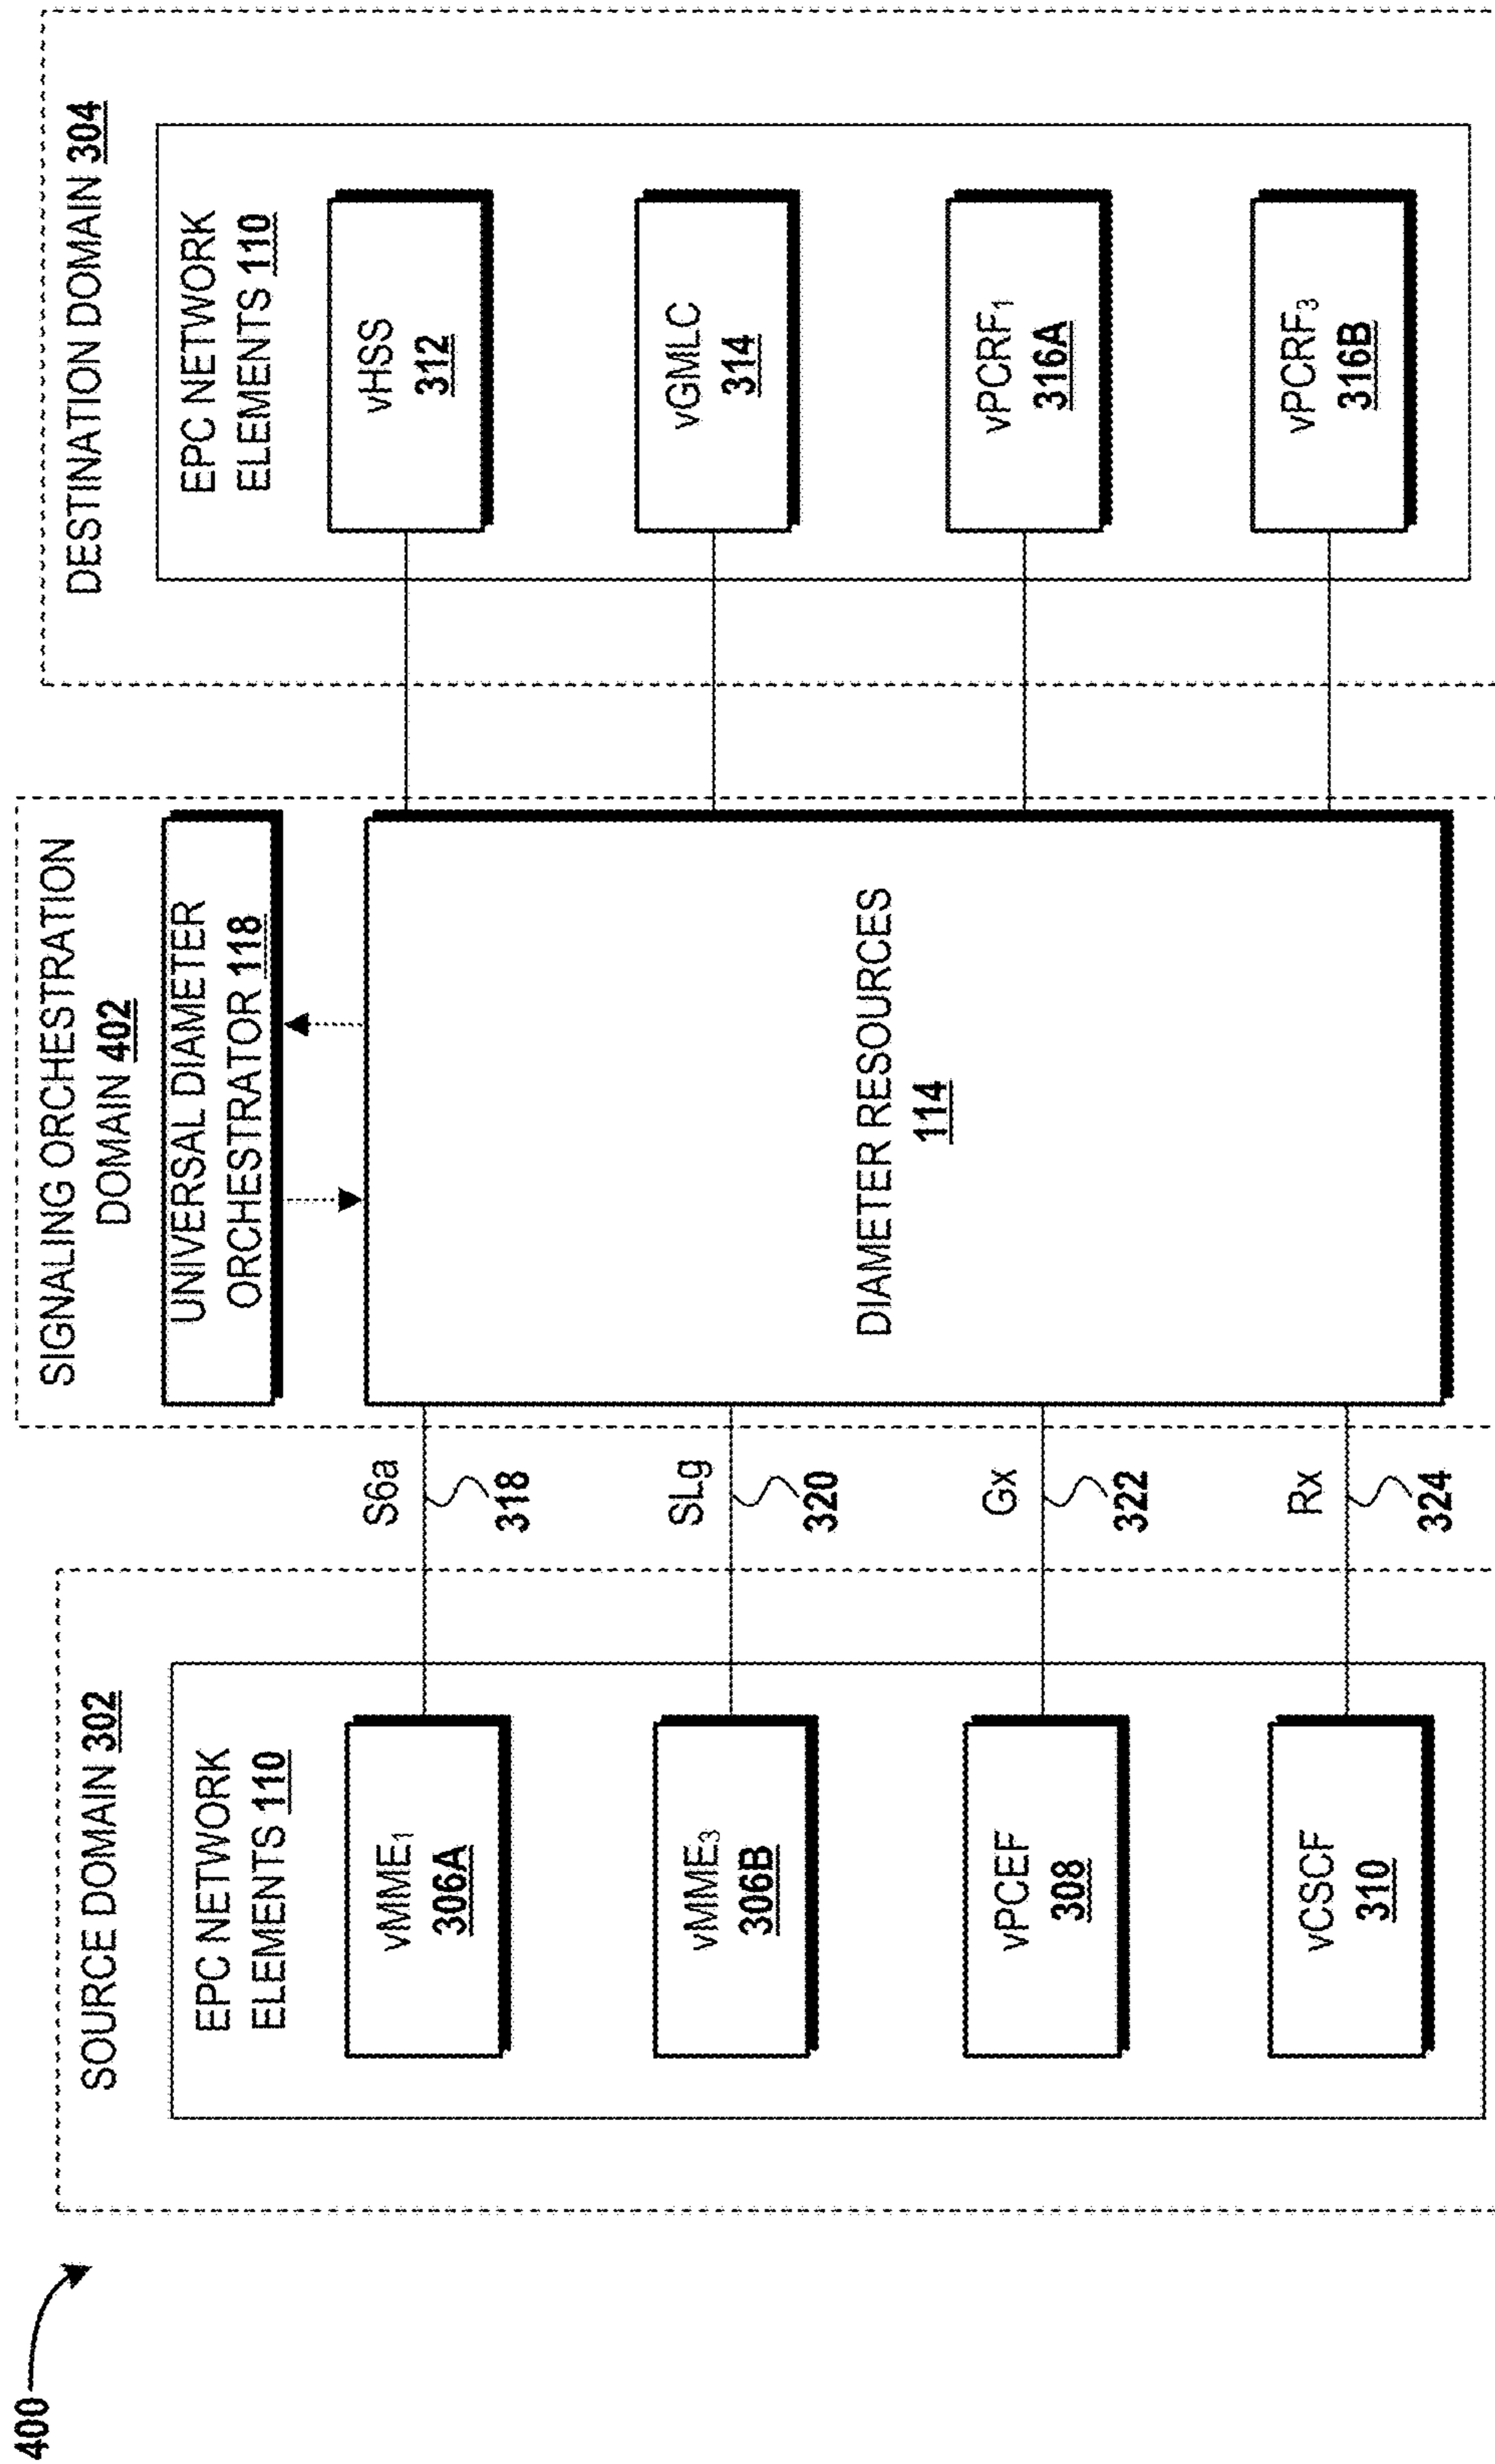 400
SOURCE DOMAIN 302
EPC NETWORK
ELEMENTS 110
vMME₁
306A
vMME₃
306B
vPCEF
308
vCSCF
310
S6a
318
SLg
320
Gx
322
Rx
324
SIGNALING ORCHESTRATION
DOMAIN 402
UNIVERSAL DIAMETER
ORCHESTRATOR 118
DIAMETER RESOURCES
114
DESTINATION DOMAIN 304
EPC NETWORK
ELEMENTS 110
vHSS
312
vGMLC
314
vPCRF₁
316A
vPCRF₃
316B